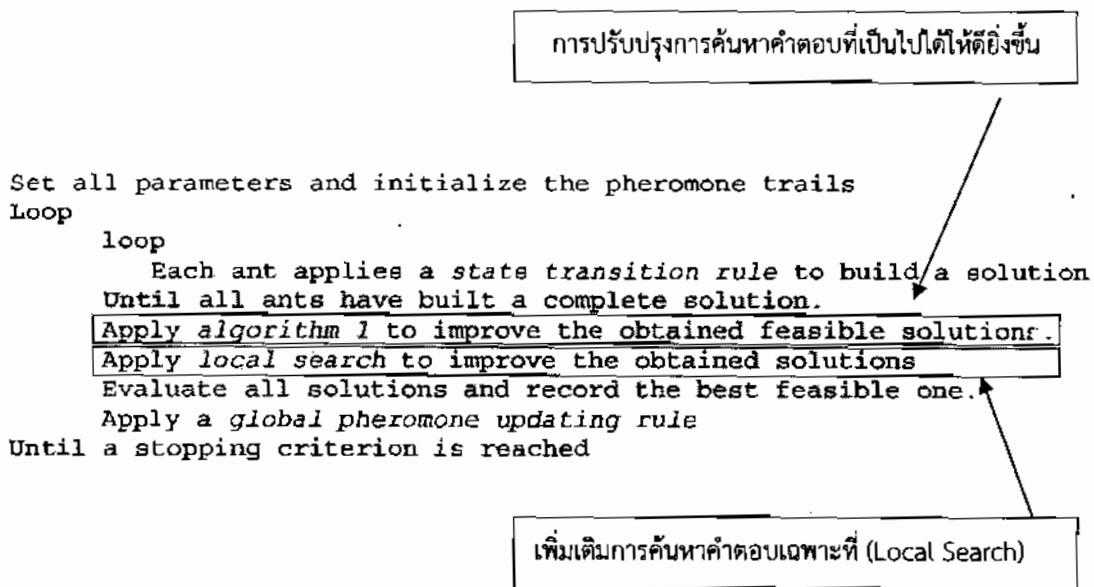 การปรับปรุงการค้นหาคำตอบที่เป็นไปได้ให้ดียิ่งขึ้น
Set all parameters and initialize the pheromone trails
Loop
loop
Each ant applies a state transition rule to build a solution
Until all ants have built a complete solution.
Apply algorithm 1 to improve the obtained feasible solutions.
Apply local search to improve the obtained solutions
Evaluate all solutions and record the best feasible one.
Apply a global pheromone updating rule
Until a stopping criterion is reached
เพิ่มเติมการค้นหาคำตอบเฉพาะที่ (Local Search)